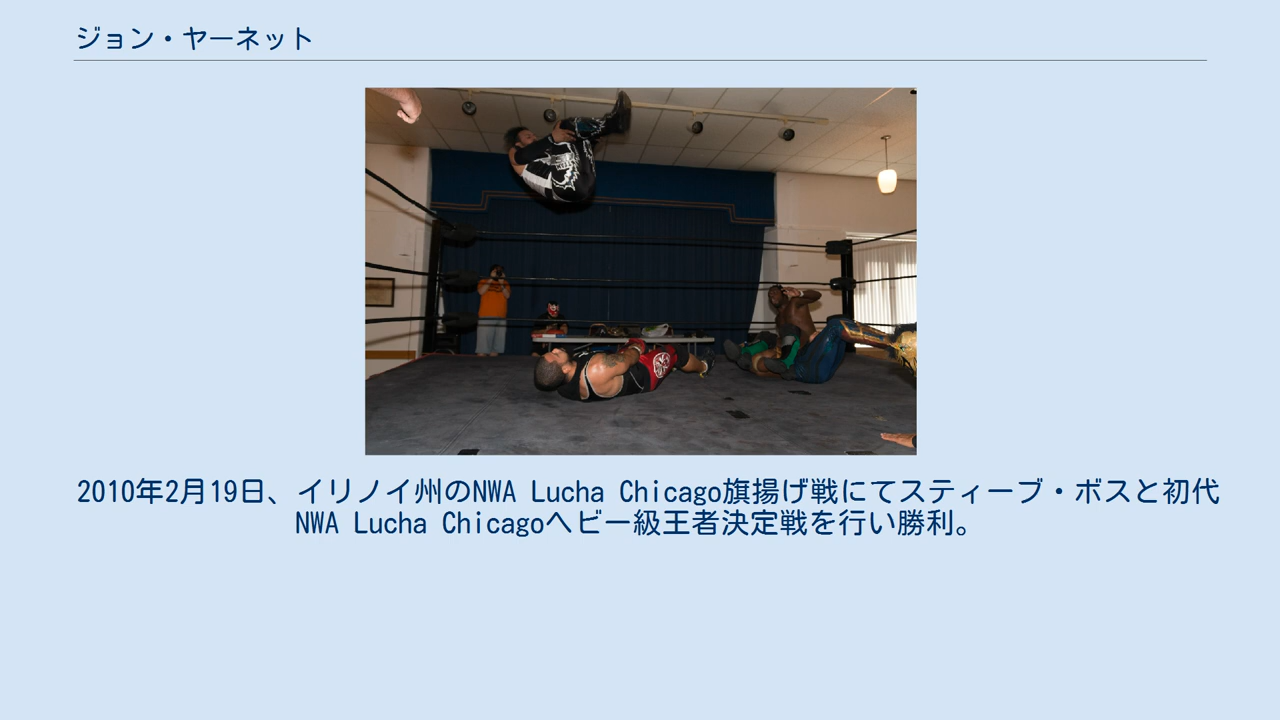 ジョン・ヤーネット
2010年2月19日、イリノイ州のNWA Lucha Chicago旗揚げ戦にてスティーブ・ボスと初代
NWA Lucha Chicagoヘビー級王者決定戦を行い勝利。